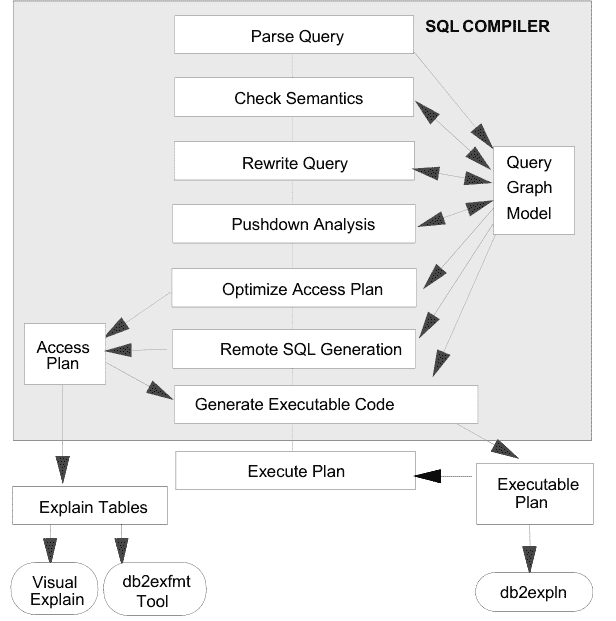 Parse Query
SQL COMPILER
Check Semantics
Rewrite Query
Query
Graph
Model
Pushdown Analysis
Optimize Access Plan
Access
Plan
Remote SQL Generation
Generate Executable Code
Execute Plan
Executable
Plan
Explain Tables
Visual
Explain
db2exfmt
Tool
db2expln